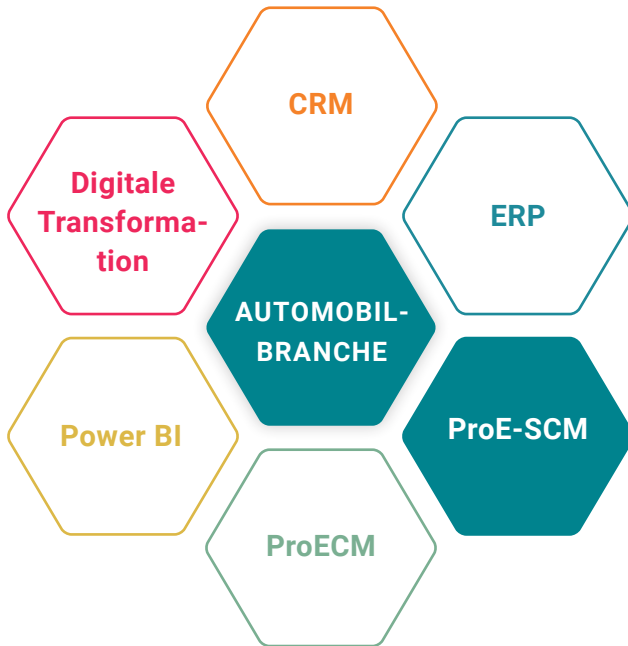 CRM
Digitale
Transforma-
tion
ERP
AUTOMOBIL-
BRANCHE
Power BI
ProE-SCM
ProECM